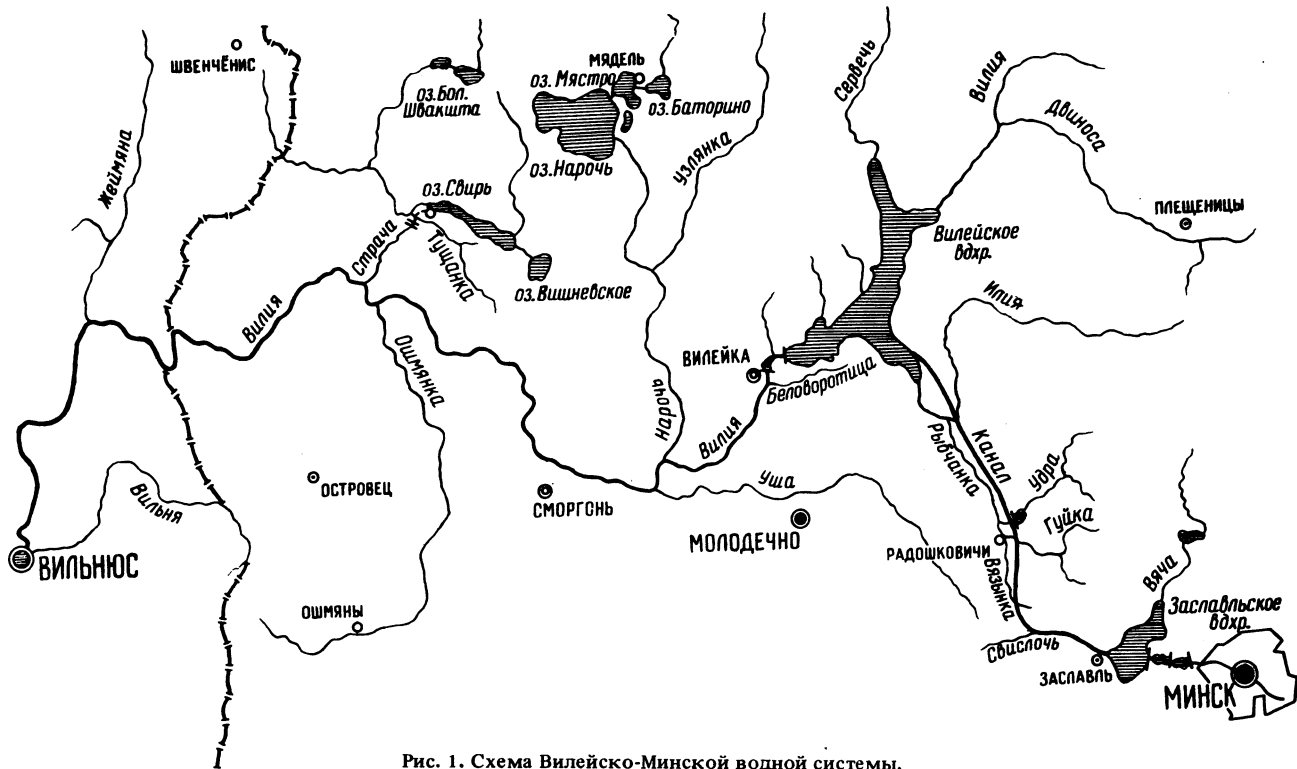 ШВЕНЧЁНИС
Жеймяна
оз. Бол.
Швакшта
МЯДЕЛЬ
оз. Мястро
оз. Баторино
оз. Нарочь
Узлянка
Сервечь
Вилия
Двиноса
ПЛЕЩЕНИЦЫ
оз. Свирь
Страча
Тущанка
оз. Вишневское
Вилейское
вдхр.
Илия
Вилия
Ошмянка
ВИЛЕЙКА
Беловоротица
Нарочь
Вилия
Рыбчанка
Канал
Удра
Гуйка
Уша
ОСТРОВЕЦ
СМОРГОНЬ
МОЛОДЕЧНО
РАДОШКОВИЧИ
Вязынка
Вяча
Вильня
ВИЛЬНЮС
ОШМЯНЫ
Заславльское
вдхр.
Свислочь
ЗАСЛАВЛЬ
МИНСК
Рис. 1. Схема Вилейско-Минской водной системы.